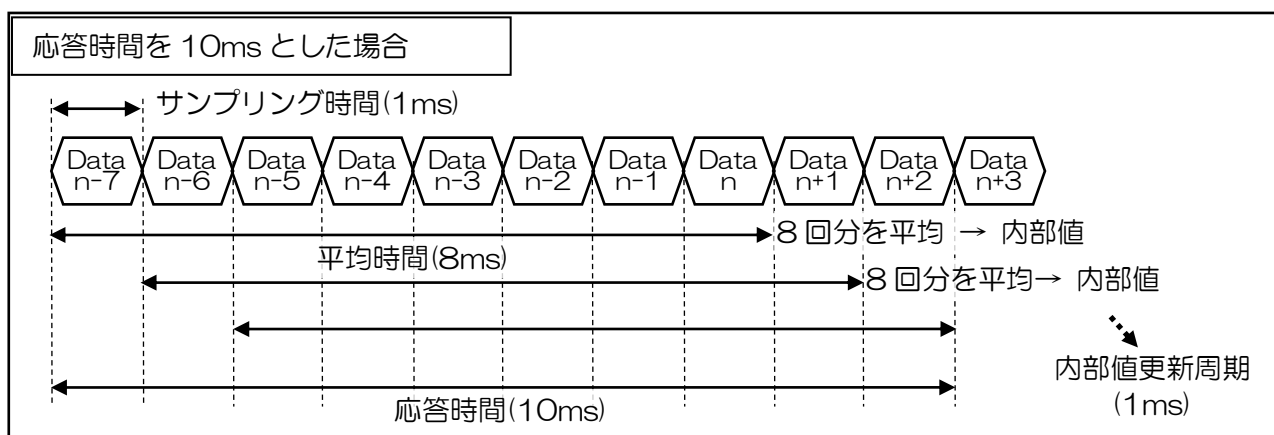 応答時間を 10ms とした場合
サンプリング時間(1ms)
Data n-7
Data n-6
Data n-5
Data n-4
Data n-3
Data n-2
Data n-1
Data n
Data n+1
Data n+2
Data n+3
8 回分を平均 → 内部値
平均時間(8ms)
8 回分を平均→ 内部値
内部値更新周期
(1ms)
応答時間(10ms)